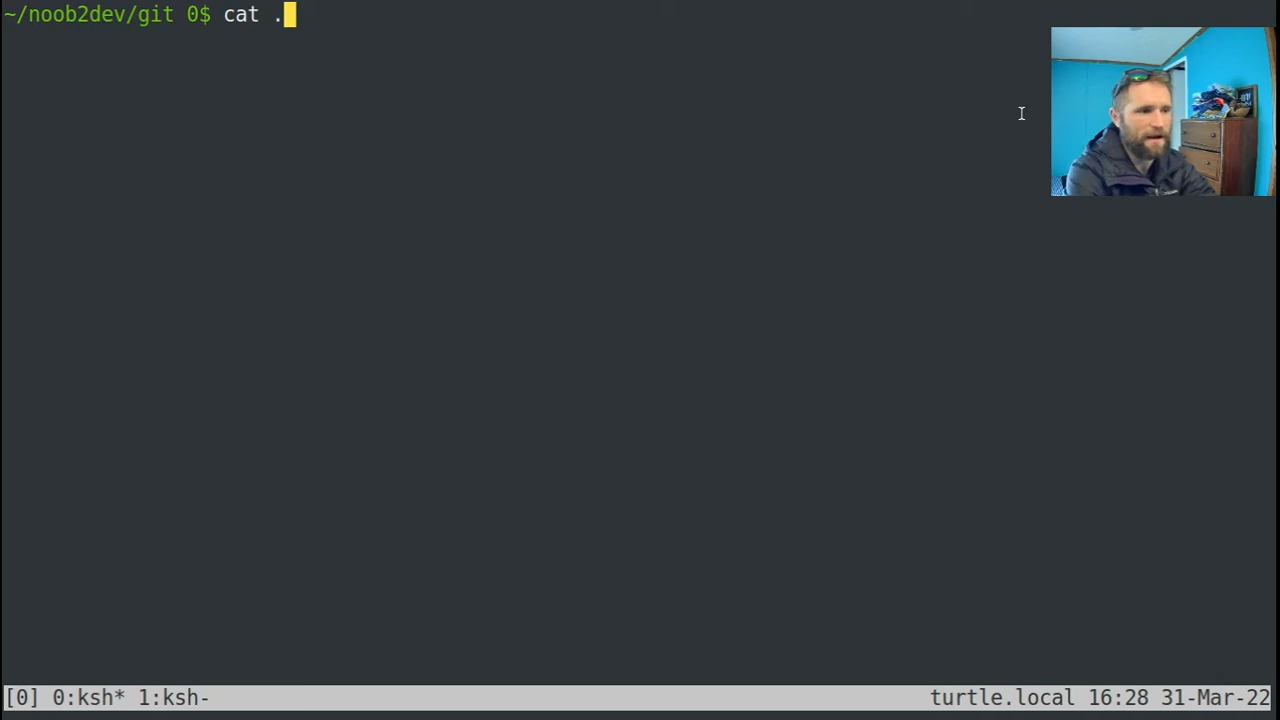 ~/noob2dev/git 0$ cat .
[0] 0:ksh* 1:ksh- turtle.local 16:28 31-Mar-22